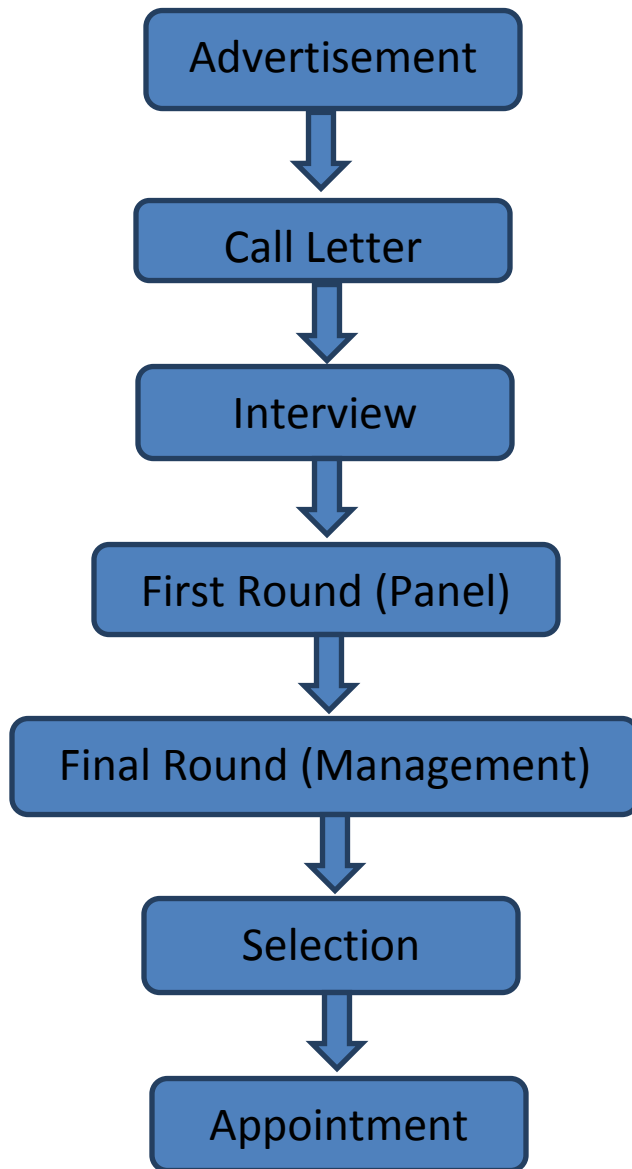 Advertisement
Call Letter
Interview
First Round (Panel)
Final Round (Management)
Selection
Appointment